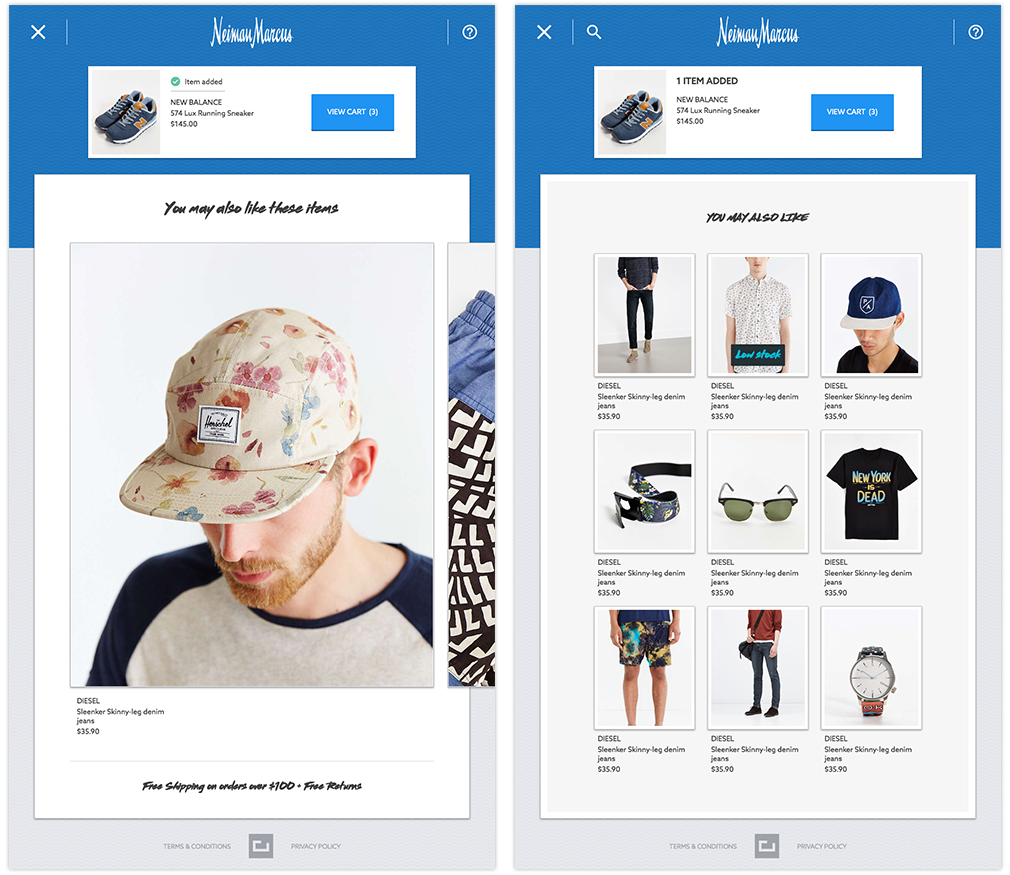 Neiman Marcus
Item added
NEW BALANCE
574 Lux Running Sneaker
$145.00
VIEW CART (3)
You may also like these items
Herschel
DIESEL
Sleenker Skinny-leg denim
jeans
$35.90
Free Shipping on orders over $100 + Free Returns
TERMS & CONDITIONS
PRIVACY POLICY
Neiman Marcus
1 ITEM ADDED
NEW BALANCE
574 Lux Running Sneaker
$145.00
VIEW CART (3)
YOU MAY ALSO LIKE
Low stock
DIESEL
Sleenker Skinny-leg denim
jeans
$35.90
DIESEL
Sleenker Skinny-leg denim
jeans
$35.90
DIESEL
Sleenker Skinny-leg denim
jeans
$35.90
NEW YORK
IS
DEAD
DIESEL
Sleenker Skinny-leg denim
jeans
$35.90
DIESEL
Sleenker Skinny-leg denim
jeans
$35.90
DIESEL
Sleenker Skinny-leg denim
jeans
$35.90
DIESEL
Sleenker Skinny-leg denim
jeans
$35.90
DIESEL
Sleenker Skinny-leg denim
jeans
$35.90
DIESEL
Sleenker Skinny-leg denim
jeans
$35.90
TERMS & CONDITIONS
PRIVACY POLICY